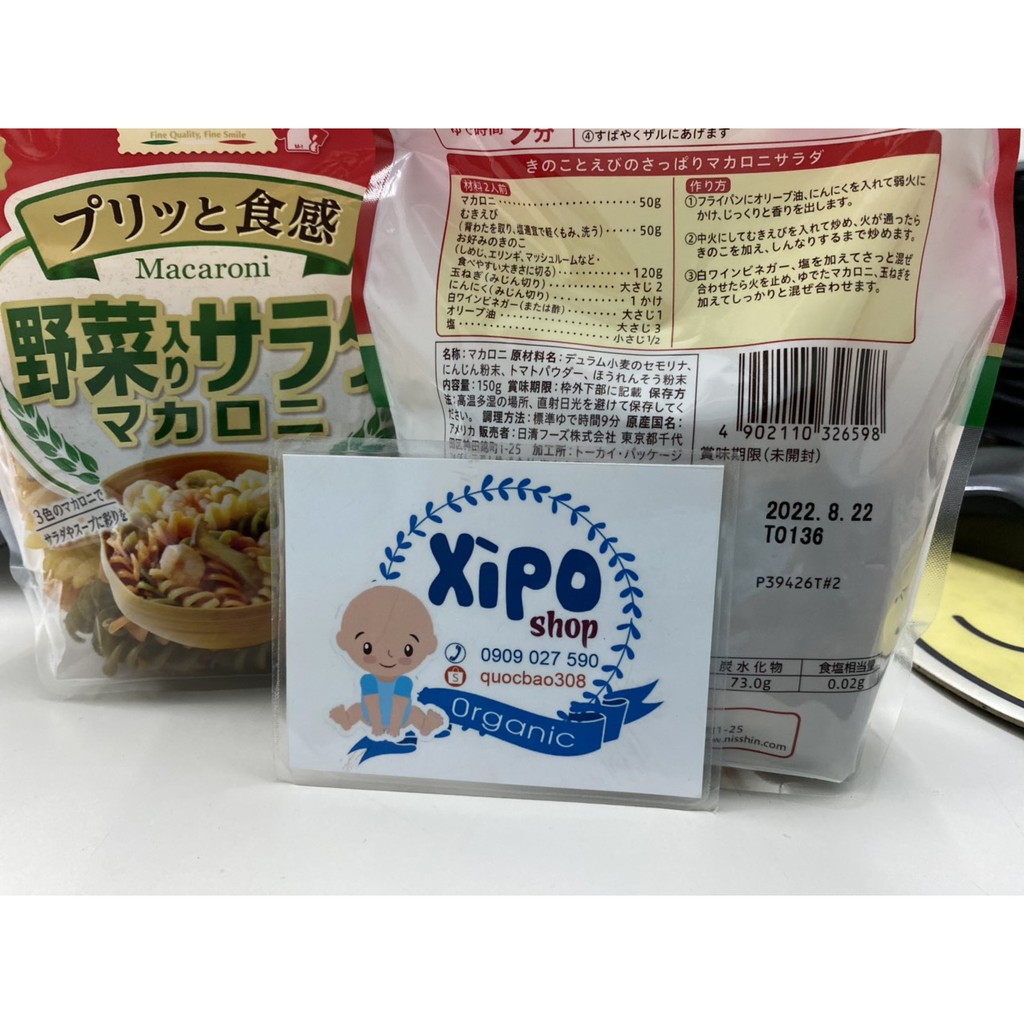 Fine Quality, Fine Smile
プリッと食感
Macaroni
野菜入りサラダ
マカロニ
3色のマカロニで
サラダやスープに彩りを
ゆで時間 9分
④すばやくザルにあげます
きのことえびのさっぱりマカロニサラダ
材料2人前
マカロニ・・・・・・・・・・・・・・・・50g
むきえび
(背わたを取り、塩適宜で軽くもみ、洗う)・・・・・50g
お好みのきのこ
(しめじ、エリンギ、マッシュルームなど・
食べやすい大きさに切る)・・・・・・・120g
玉ねぎ(みじん切り)・・・・・・・・・大さじ2
にんにく(みじん切り)・・・・・・・・・1かけ
白ワインビネガー(または酢)・・・・大さじ1
オリーブ油・・・・・・・・・・・・・大さじ3
塩・・・・・・・・・・・・・・・・小さじ1/2
作り方
①フライパンにオリーブ油、にんにくを入れて弱火に
かけ、じっくりと香りを出します。
②中火にしてむきえびを入れて炒め、火が通ったら
きのこを加え、しんなりするまで炒めます。
③白ワインビネガー、塩を加えてさっと混ぜ
合わせたら火を止め、ゆでたマカロニ、玉ねぎを
加えてしっかりと混ぜ合わせます。
名称:マカロニ 原材料名:デュラム小麦のセモリナ、
にんじん粉末、トマトパウダー、ほうれんそう粉末
内容量:150g 賞味期限:枠外下部に記載 保存方
法:高温多湿の場所、直射日光を避けて保存してく
ださい。 調理方法:標準ゆで時間9分 原産国名:
アメリカ 販売者:日清フーズ株式会社 東京都千代
田区神田錦町1-25 加工所:トーカイ・パッケージ
4 902110 326598
賞味期限(未開封)
2022. 8. 22
T0136
P39426T#2
炭水化物 食塩相当量
73.0g 0.02g
1-25
w.nisshin.com
xìpo
shop
0909 027 590
quocbao308
Organic